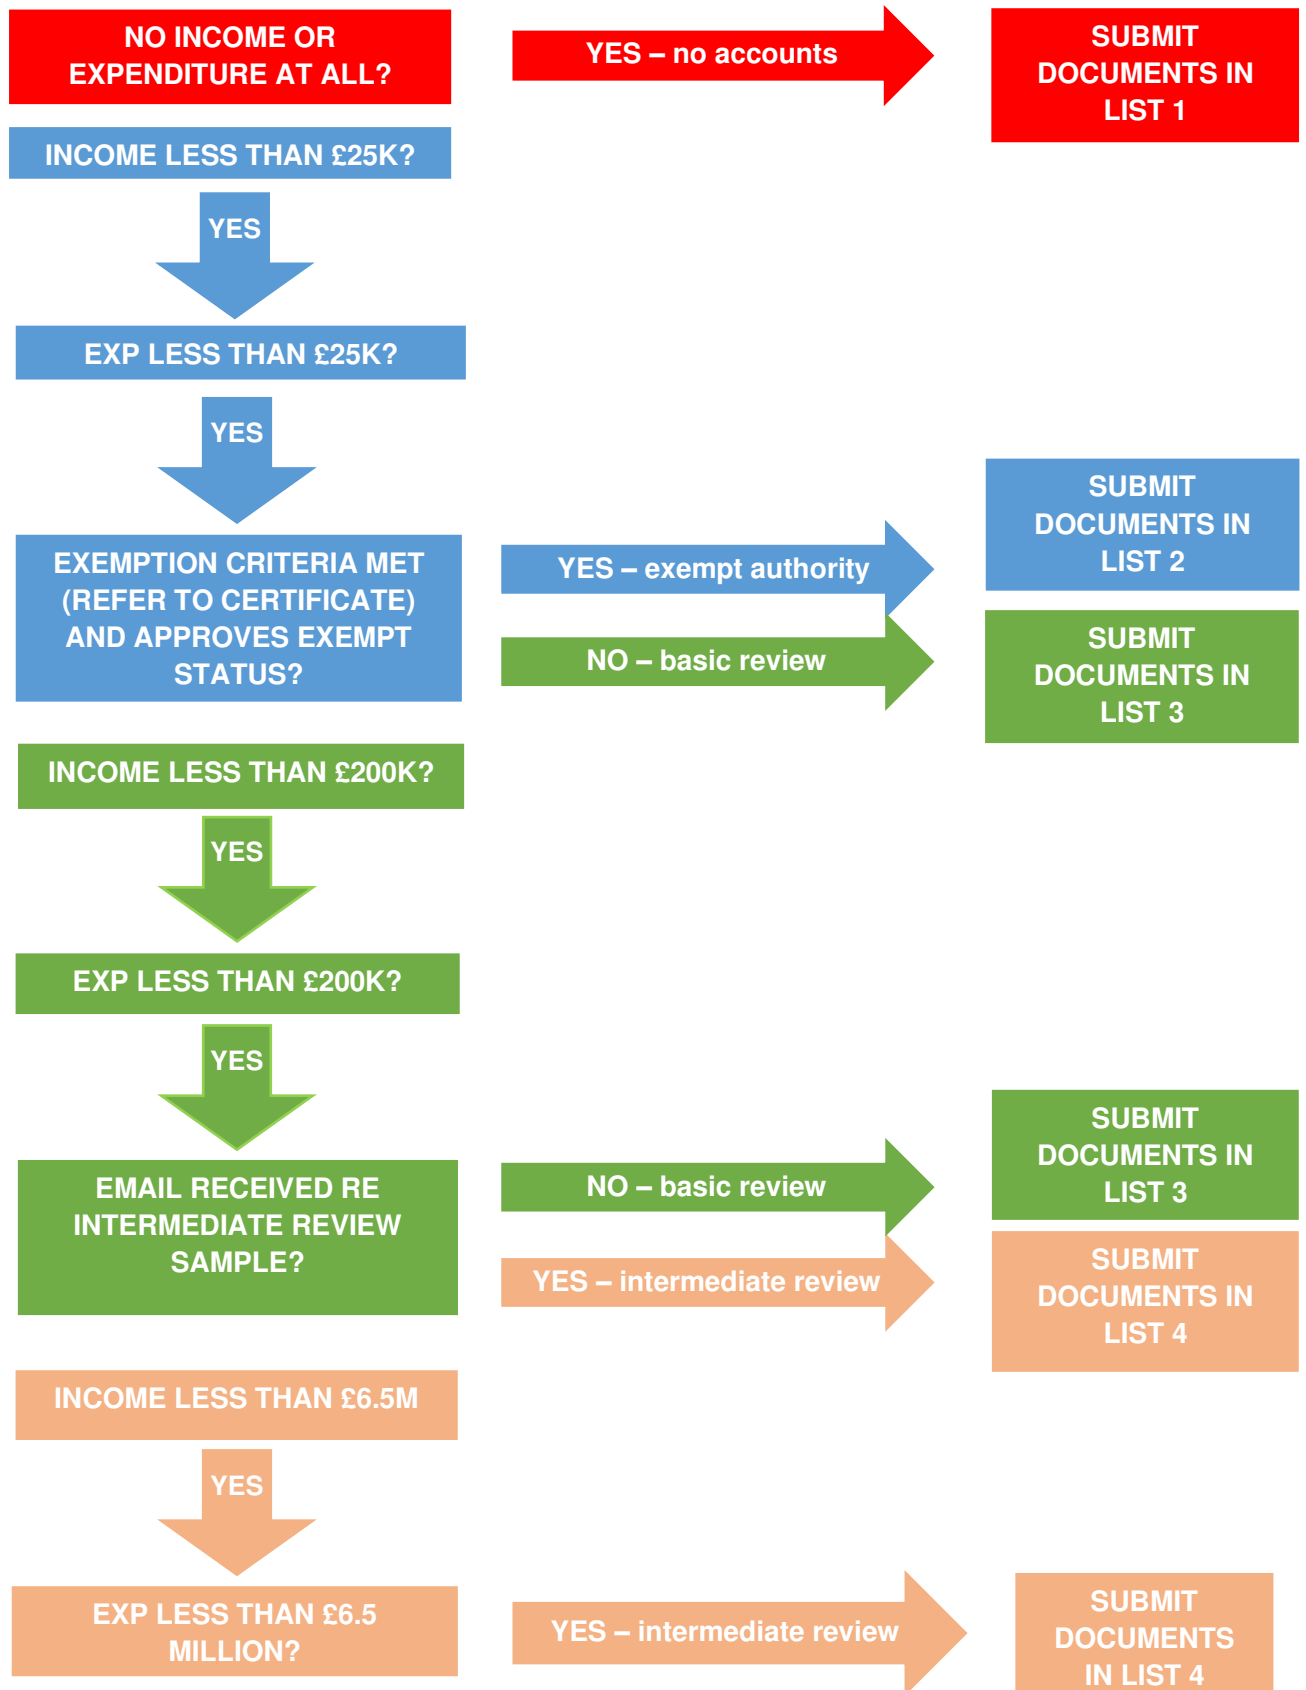 NO INCOME OR
EXPENDITURE AT ALL?
YES – no accounts
SUBMIT
DOCUMENTS IN
LIST 1
INCOME LESS THAN £25K?
YES
EXP LESS THAN £25K?
YES
EXEMPTION CRITERIA MET
(REFER TO CERTIFICATE)
AND APPROVES EXEMPT
STATUS?
YES – exempt authority
SUBMIT
DOCUMENTS IN
LIST 2
NO – basic review
SUBMIT
DOCUMENTS IN
LIST 3
INCOME LESS THAN £200K?
YES
EXP LESS THAN £200K?
YES
EMAIL RECEIVED RE
INTERMEDIATE REVIEW
SAMPLE?
NO – basic review
SUBMIT
DOCUMENTS IN
LIST 3
YES – intermediate review
SUBMIT
DOCUMENTS IN
LIST 4
INCOME LESS THAN £6.5M
YES
EXP LESS THAN £6.5
MILLION?
YES – intermediate review
SUBMIT
DOCUMENTS
IN LIST 4